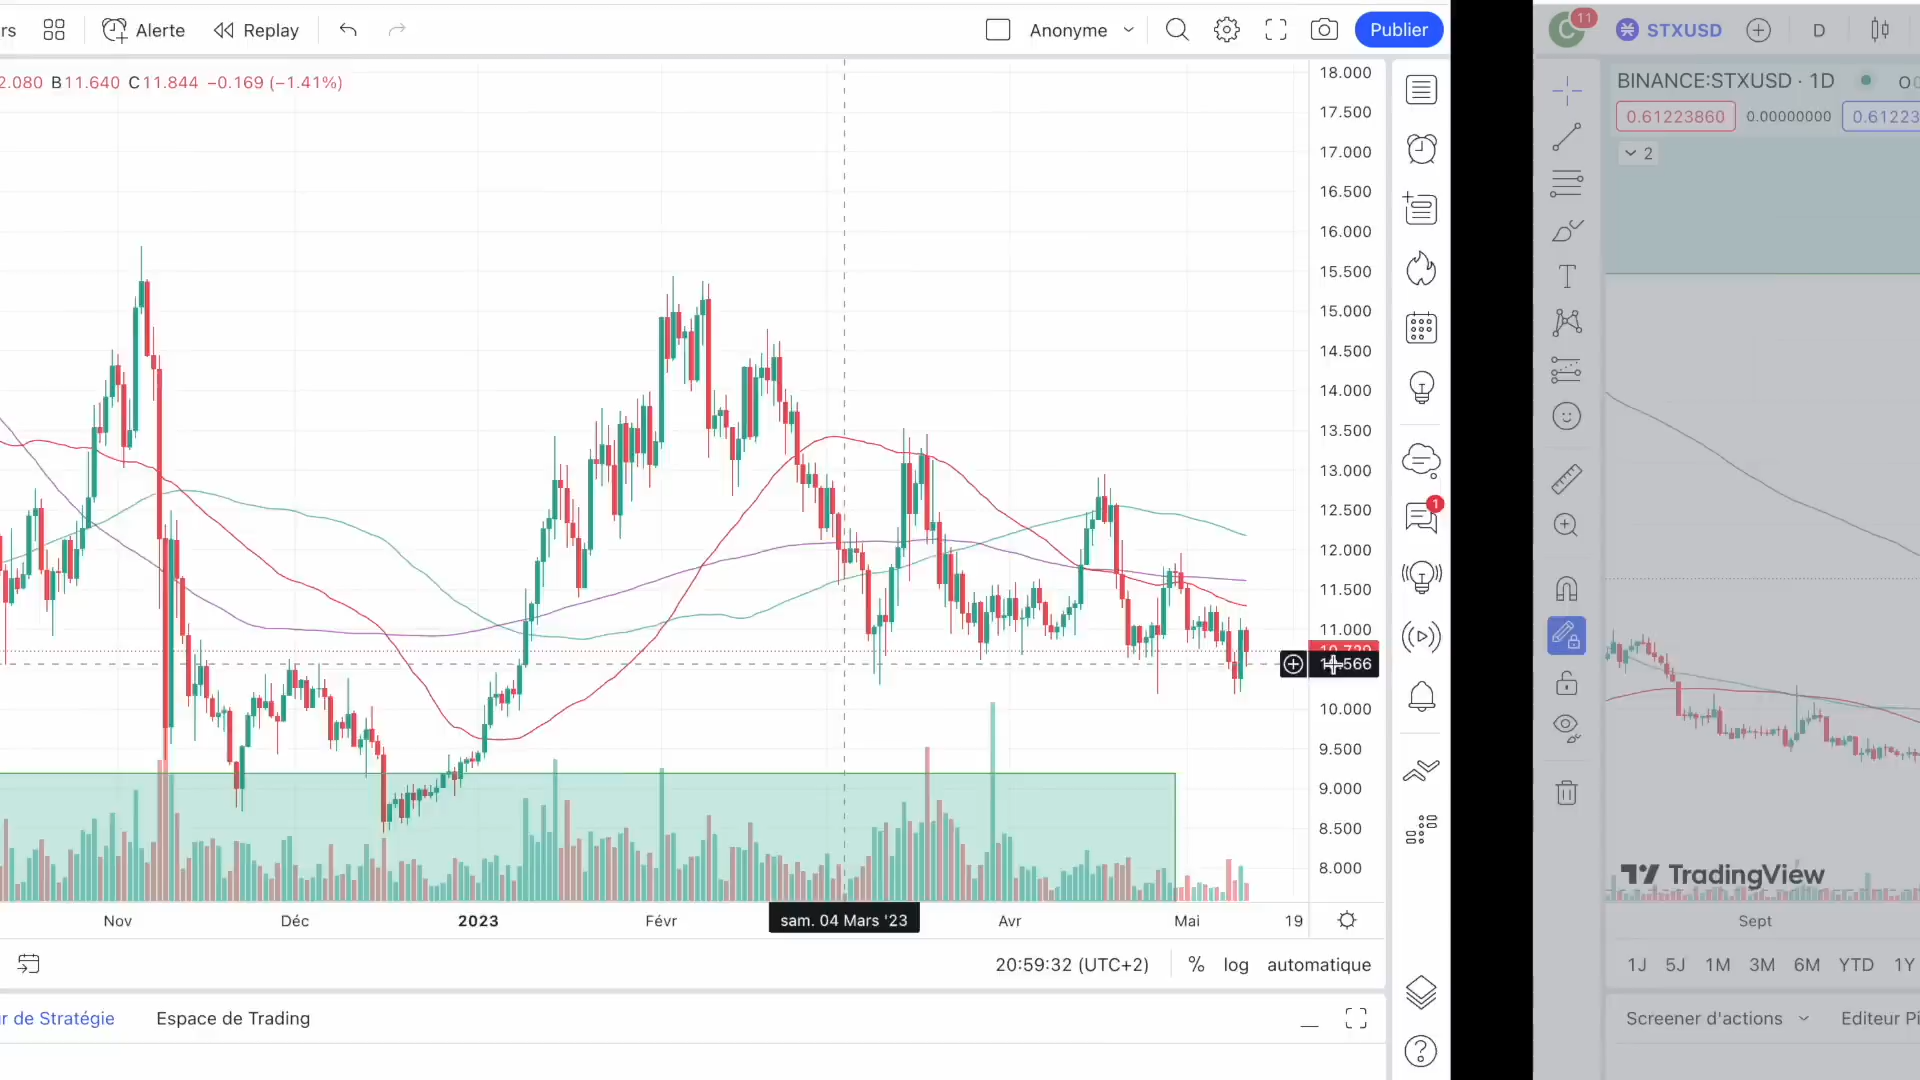 rs Alerte Replay Anonyme Publier
2.080 B11.640 C11.844 −0.169 (−1.41%)
18.000
17.500
17.000
16.500
16.000
15.500
15.000
14.500
14.000
13.500
13.000
12.500
12.000
11.500
11.000
10.000
9.500
9.000
8.500
8.000
1
Nov Déc 2023 Févr sam. 04 Mars '23 Avr Mai 19
20:59:32 (UTC+2) % log automatique
r de Stratégie Espace de Trading
C 11 STXUSD D
BINANCE:STXUSD · 1D
0.61223860 0.00000000 0.61223
2
TradingView
Sept
1J 5J 1M 3M 6M YTD 1Y
Screener d'actions Editeur Pi